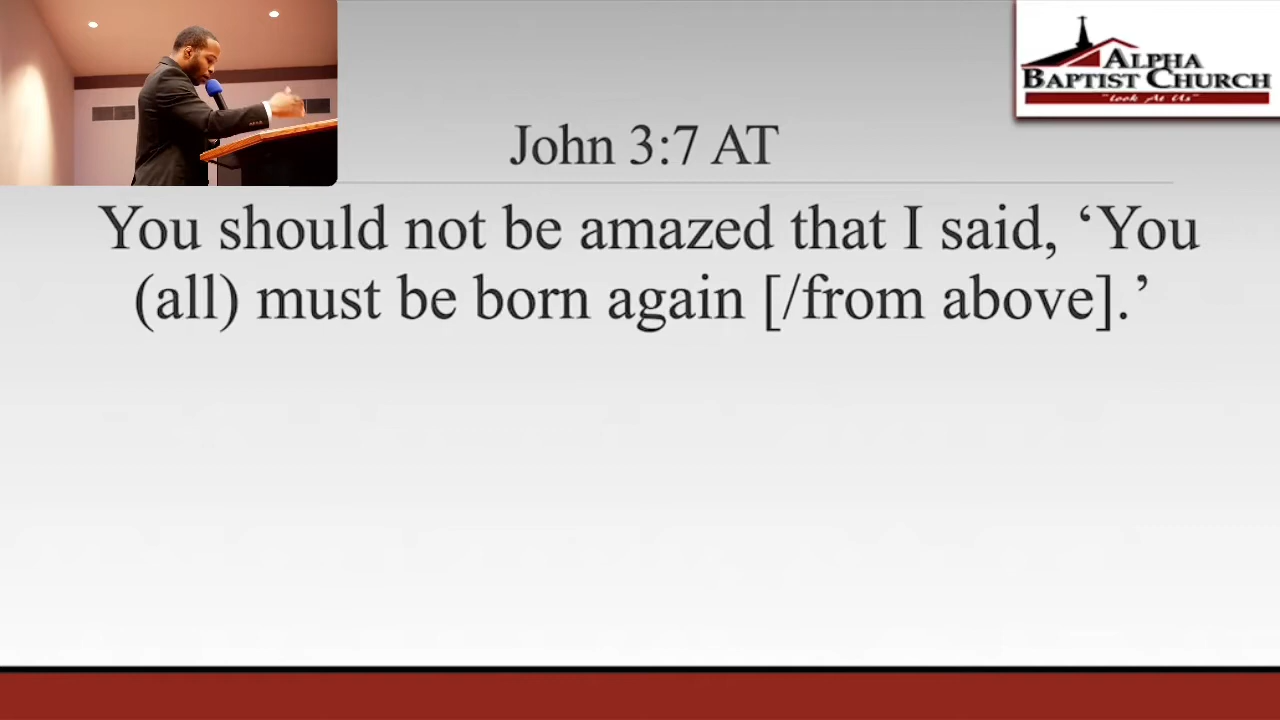 ALPHA
BAPTIST CHURCH
"Look At Us"
John 3:7 AT
You should not be amazed that I said, ‘You
(all) must be born again [/from above].’